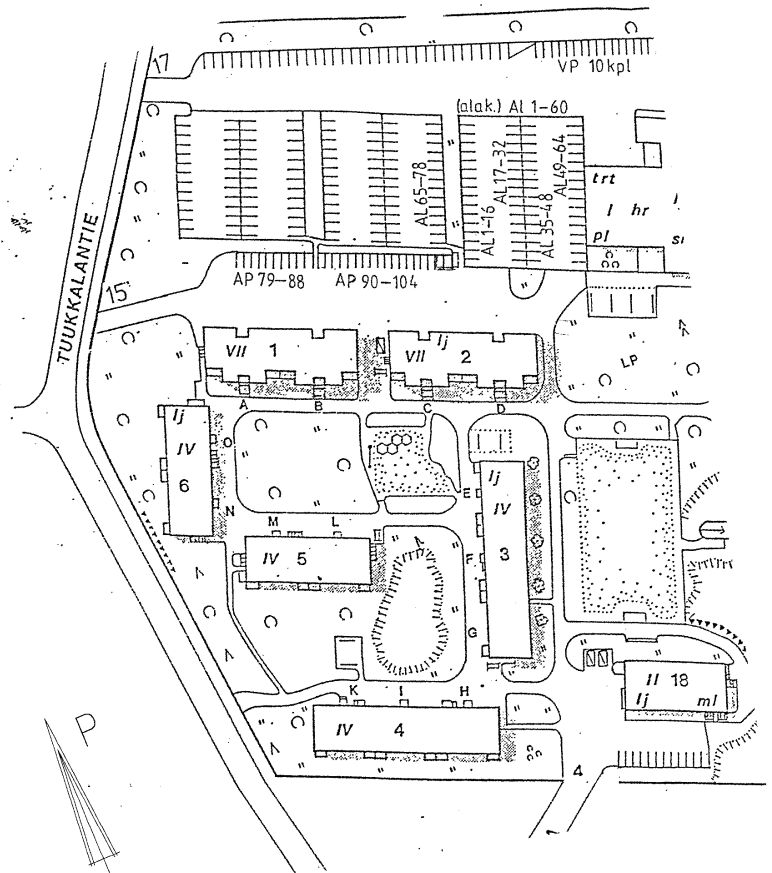 17
VP 10 kpl
(alak.) Al 1-60
AL 65-78
AL 1-16
AL 17-32
AL 35-48
AL 49-64
trt
l hr
pl
AP 79-88
AP 90-104
15
TUUKKALANTIE
VII 1
VII Ij 2
LP
A B C D
Ij IV 6
O
N
M L
IV 5
E
F
G
Ij IV 3
K I H
IV 4
II 18
Ij ml
4
P